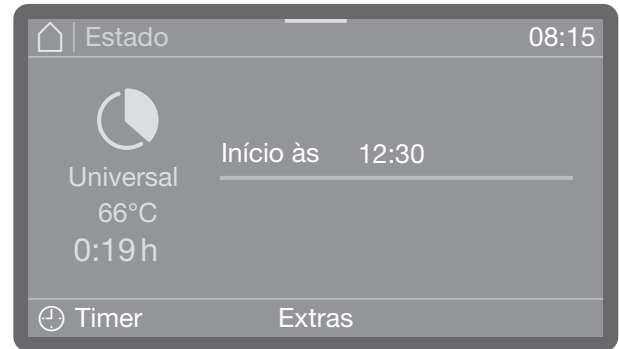 Estado 08:15
Início às 12:30
Universal
66°C
0:19 h
Timer Extras